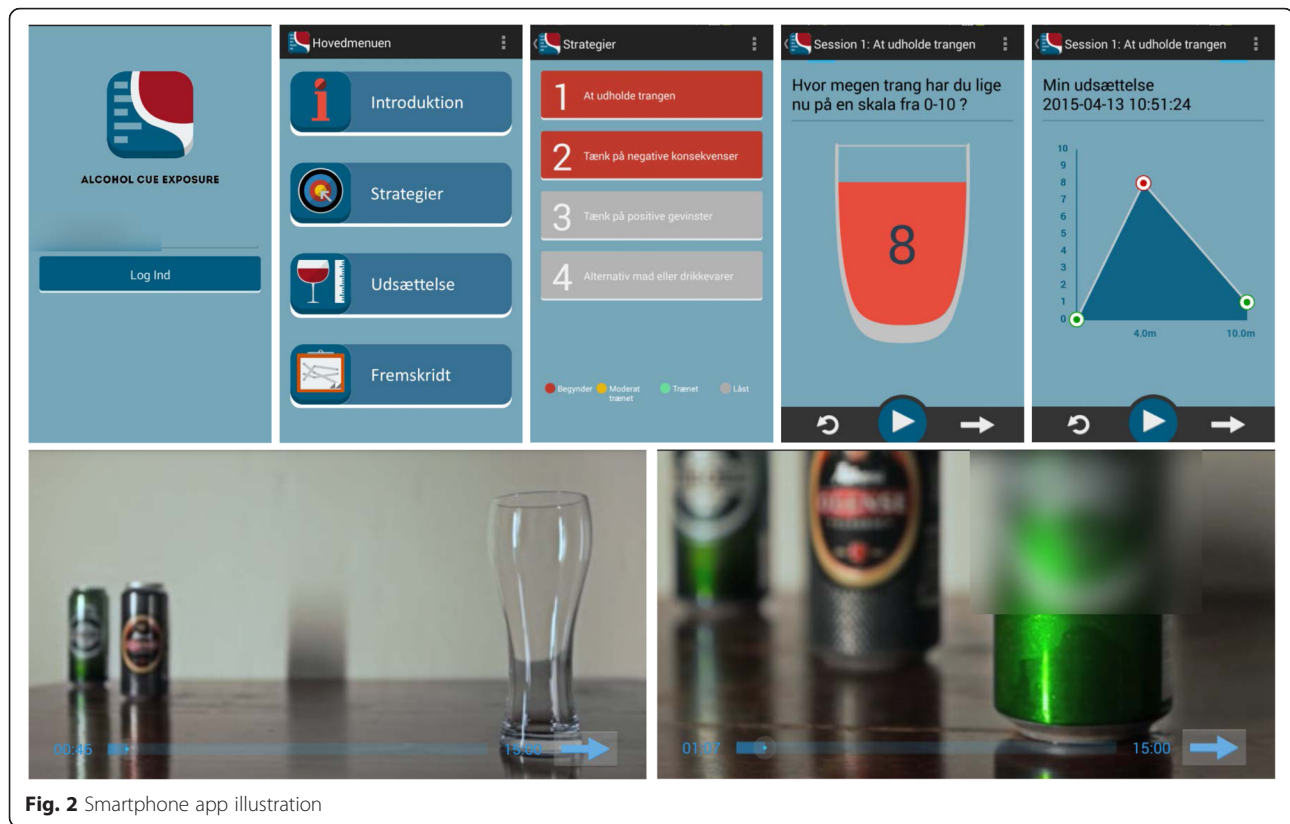 ALCOHOL CUE EXPOSURE
Log Ind
Hovedmenuen
Introduktion
Strategier
Udsættelse
Fremskridt
Strategier
1 At udholde trangen
2 Tænk på negative konsekvenser
3 Tænk på positive gevinster
4 Alternativ mad eller drikkevarer
Begynder Moderat Trænet Låst
trænet
Session 1: At udholde trangen
Hvor megen trang har du lige
nu på en skala fra 0-10 ?
8
Session 1: At udholde trangen
Min udsættelse
2015-04-13 10:51:24
10
9
8
7
6
5
4
3
2
1
0
4.0m 10.0m
00:45 15:00
01:07 15:00
Fig. 2 Smartphone app illustration